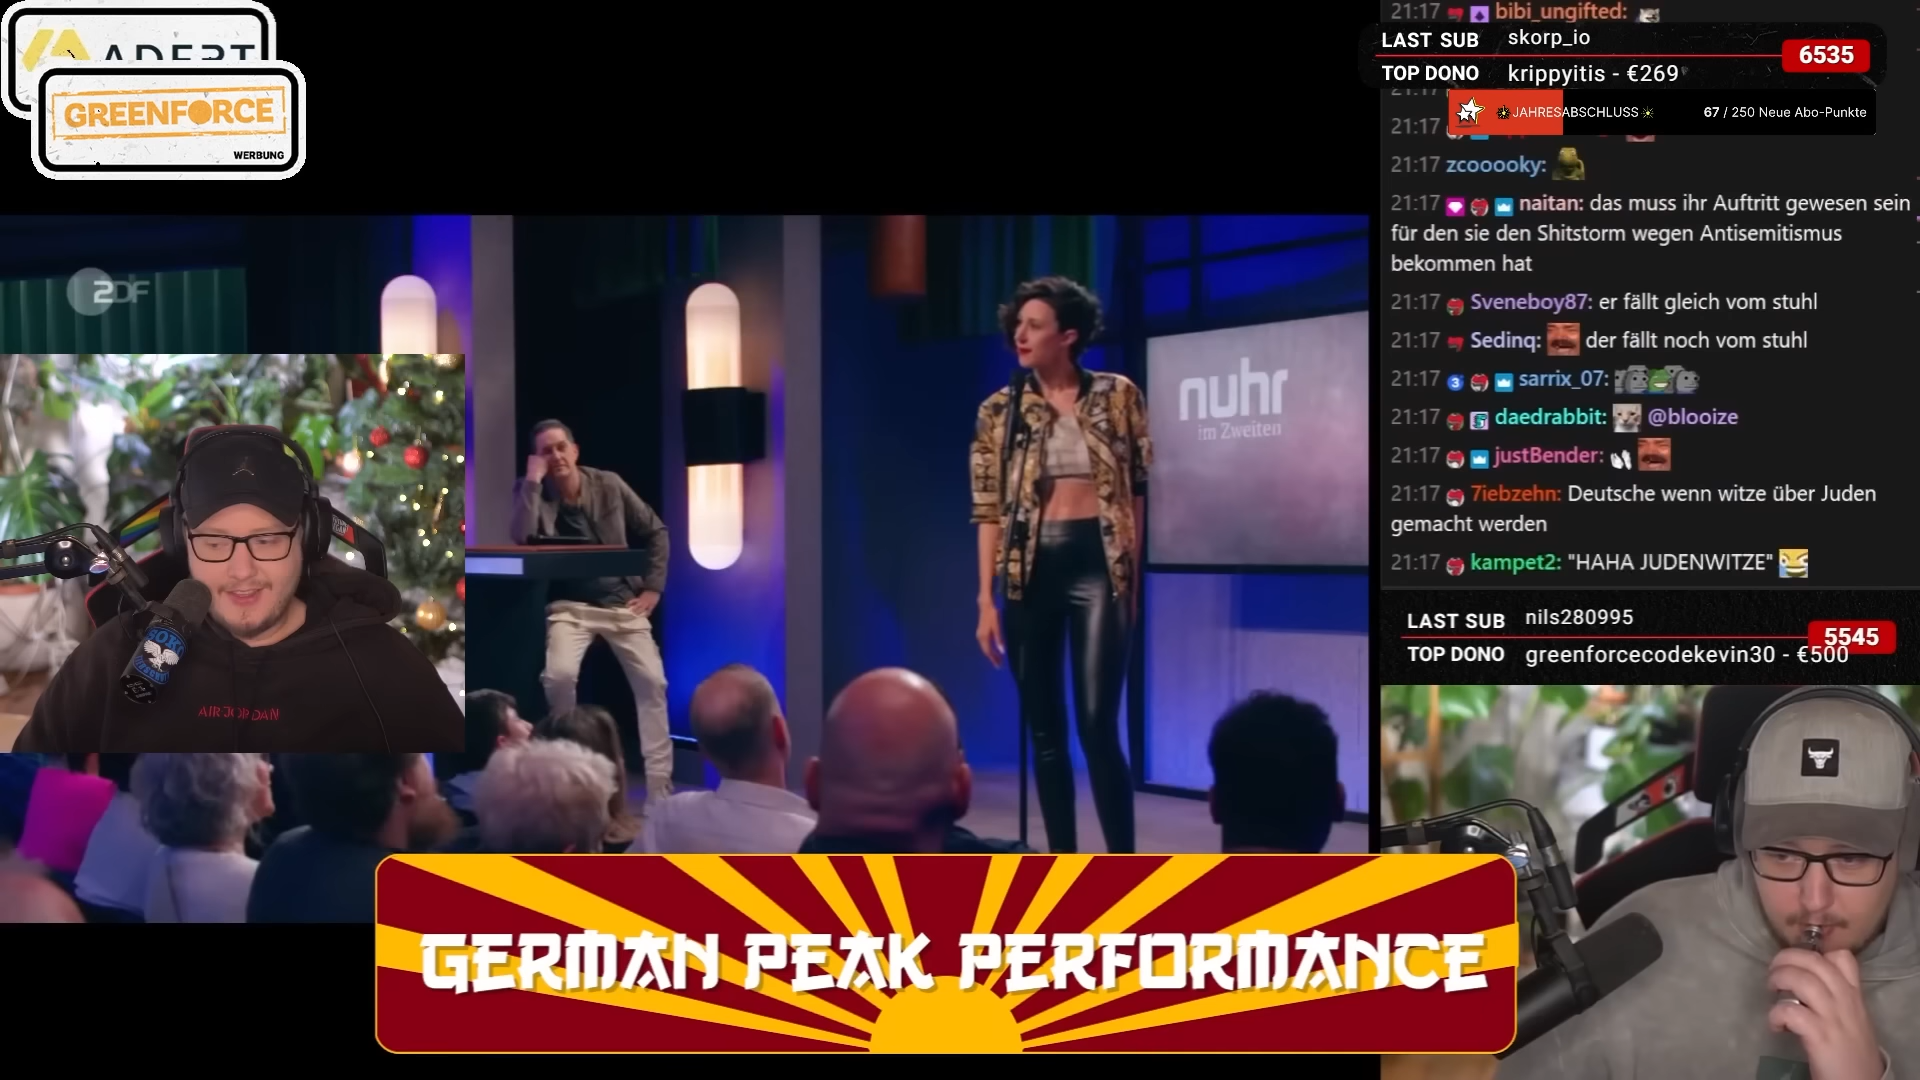 ADEPT
GREENFORCE
WERBUNG
ZDF
nuhr
im Zweiten
AIR JORDAN
GERMAN PEAK PERFORMANCE
21:17 bibi_ungifted:
LAST SUB skorp_io
6535
TOP DONO krippyitis - €269
21:17
JAHRESABSCHLUSS 67 / 250 Neue Abo-Punkte
21:17
21:17 zcooooky:
21:17 naitan: das muss ihr Auftritt gewesen sein
für den sie den Shitstorm wegen Antisemitismus
bekommen hat
21:17 Sveneboy87: er fällt gleich vom stuhl
21:17 Sedinq: der fällt noch vom stuhl
21:17 sarrix_07:
21:17 daedrabbit: @blooize
21:17 justBender:
21:17 7iebzehn: Deutsche wenn witze über Juden
gemacht werden
21:17 kampet2: "HAHA JUDENWITZE"
LAST SUB nils280995
5545
TOP DONO greenforcecodekevin30 - €500